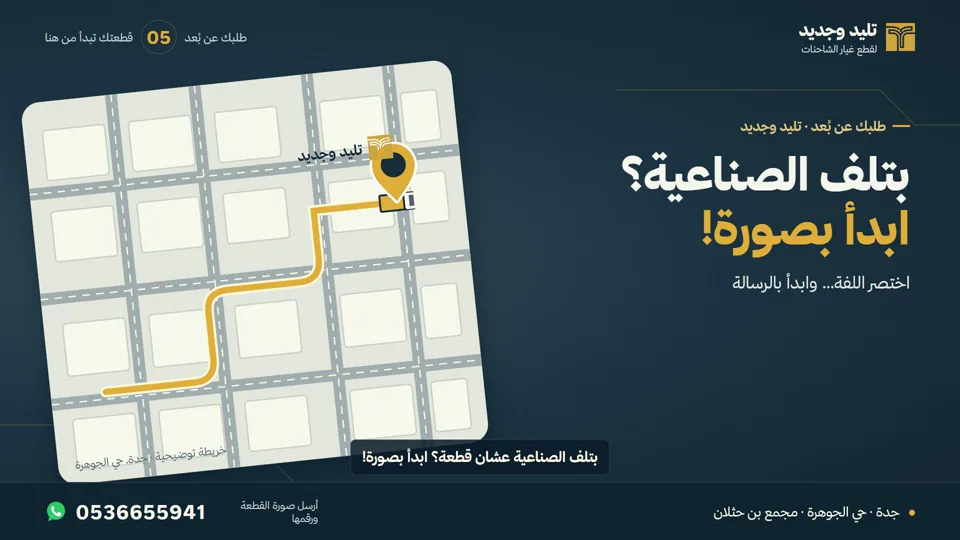 تليد وجديد
لقطع غيار الشاحنات
طلبك عن بُعد
05
قطعتك تبدأ من هنا
طلبك عن بُعد · تليد وجديد
بتلف الصناعية؟
ابدأ بصورة!
اختصر اللفة... وابدأ بالرسالة
تليد وجديد
خريطة توضيحية · جدة، حي الجوهرة
بتلف الصناعية عشان قطعة؟ ابدأ بصورة!
جدة · حي الجوهرة · مجمع بن حثلان
أرسل صورة القطعة
ورقمها
0536655941